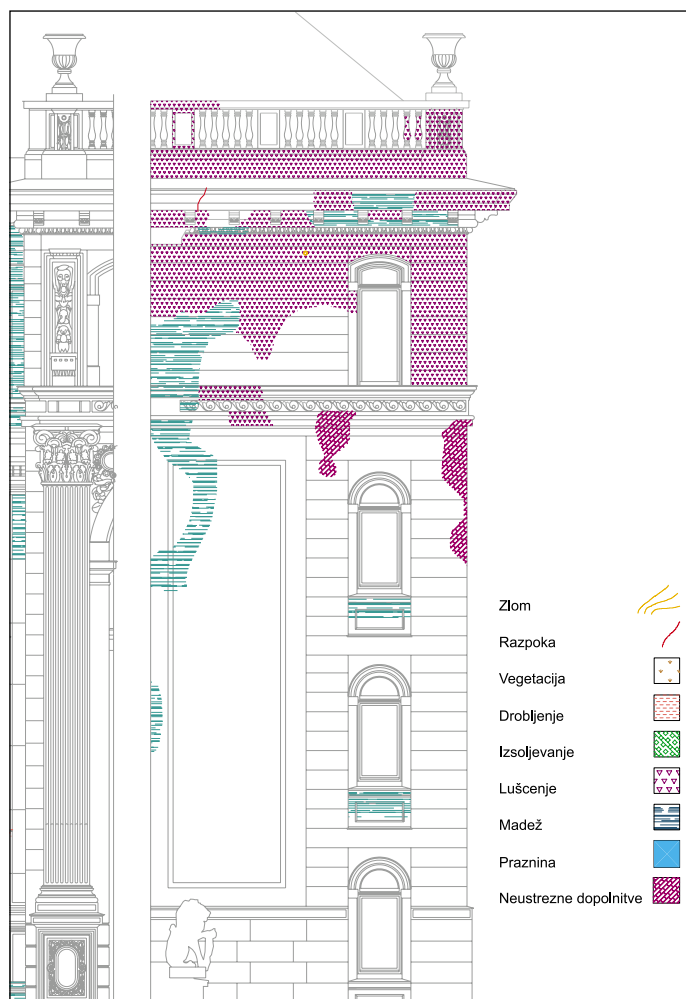 Zlom
Razpoka
Vegetacija
Drobljenje
Izsoljevanje
Lušcenje
Madež
Praznina
Neustrezne dopolnitve